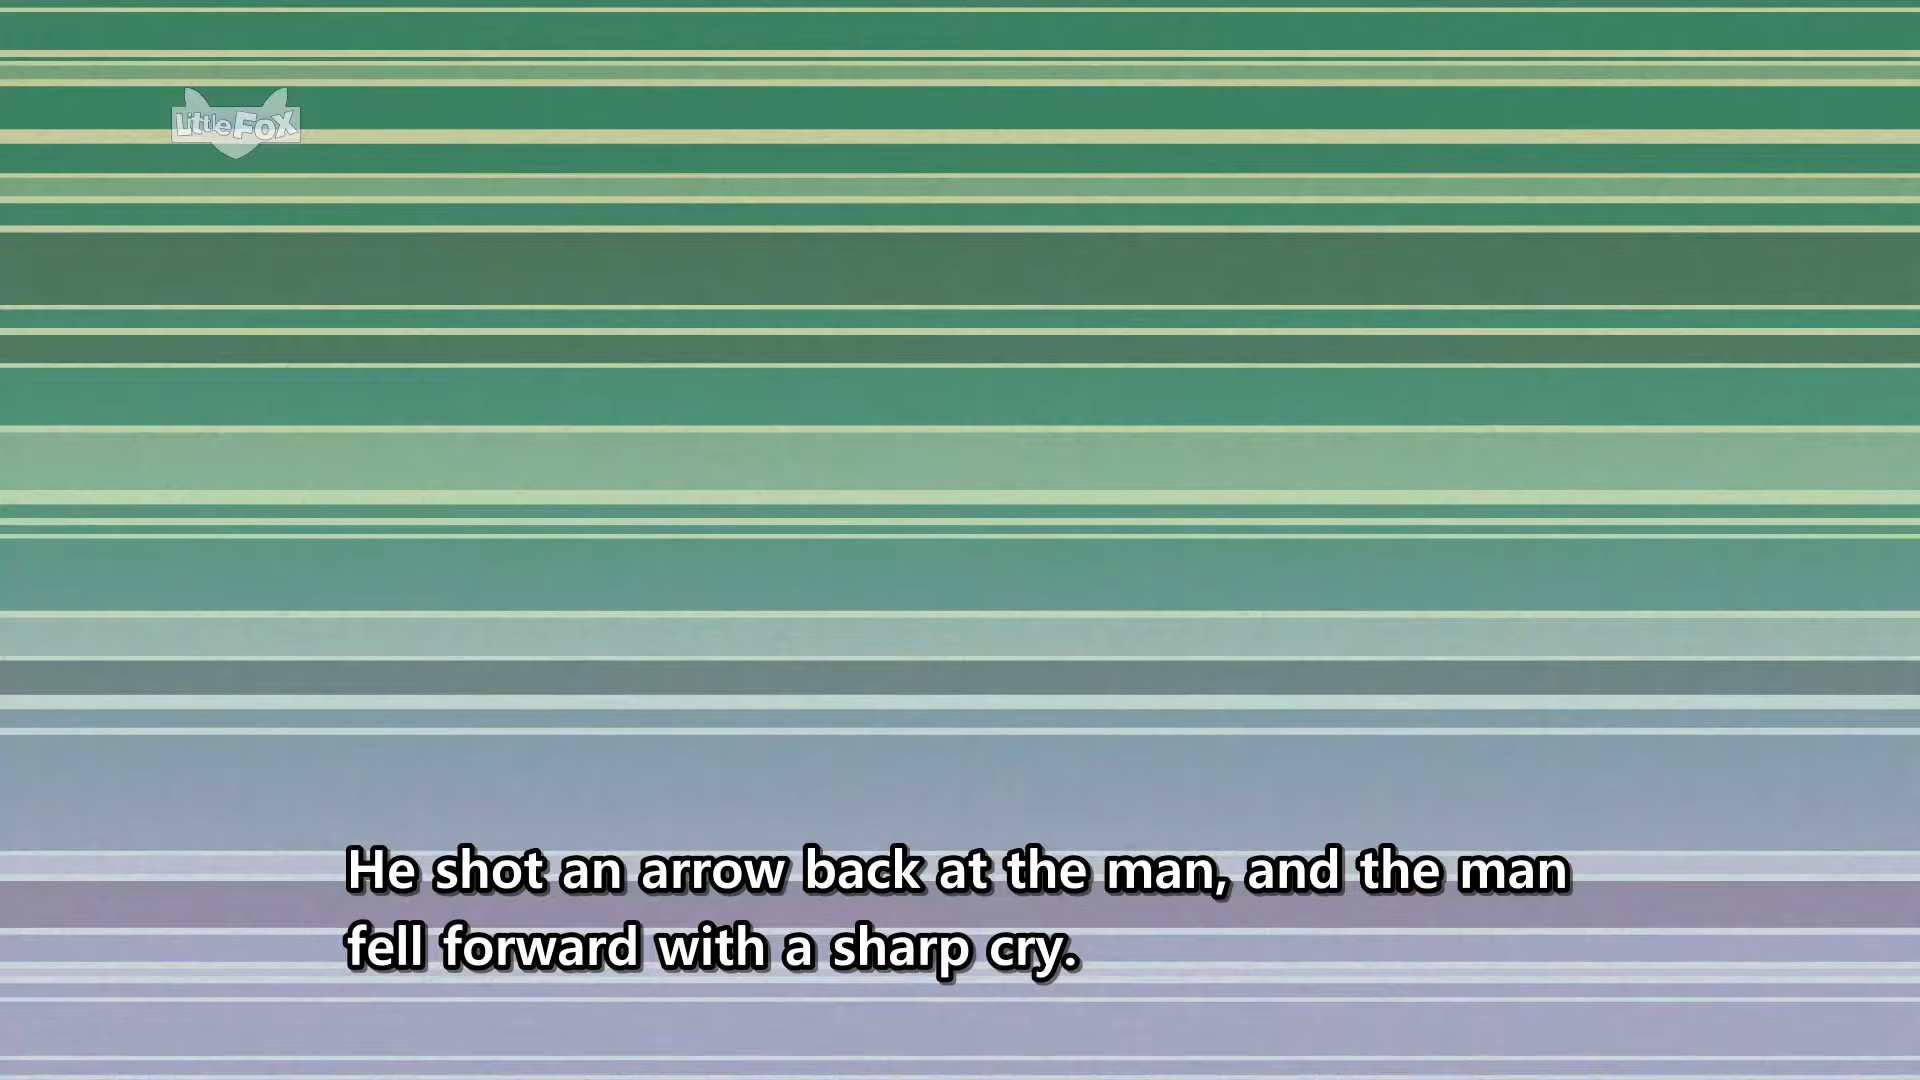 Little Fox
He shot an arrow back at the man, and the man
fell forward with a sharp cry.